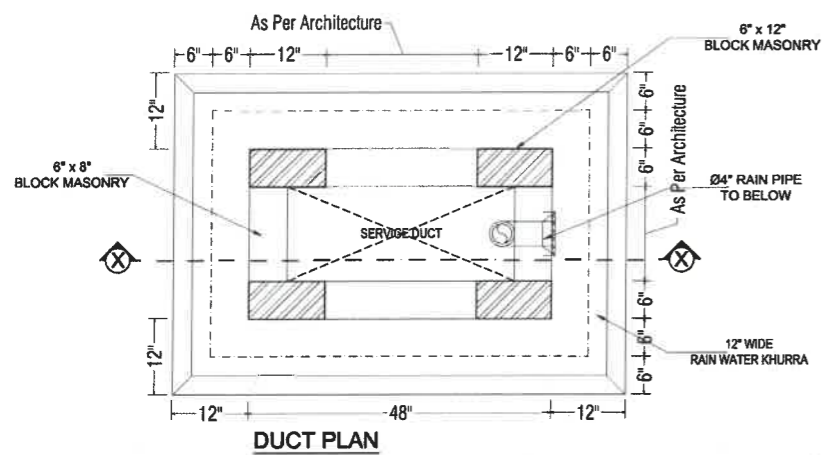 As Per Architecture
6" 6" 12" 12" 6" 6"
6" x 12"
BLOCK MASONRY
12"
6"
6"
6"
As Per Architecture
6" x 8"
BLOCK MASONRY
Ø4" RAIN PIPE
TO BELOW
SERVICE DUCT
X X
6"
6"
6"
12"
12" WIDE
RAIN WATER KHURRA
12" 48" 12"
DUCT PLAN